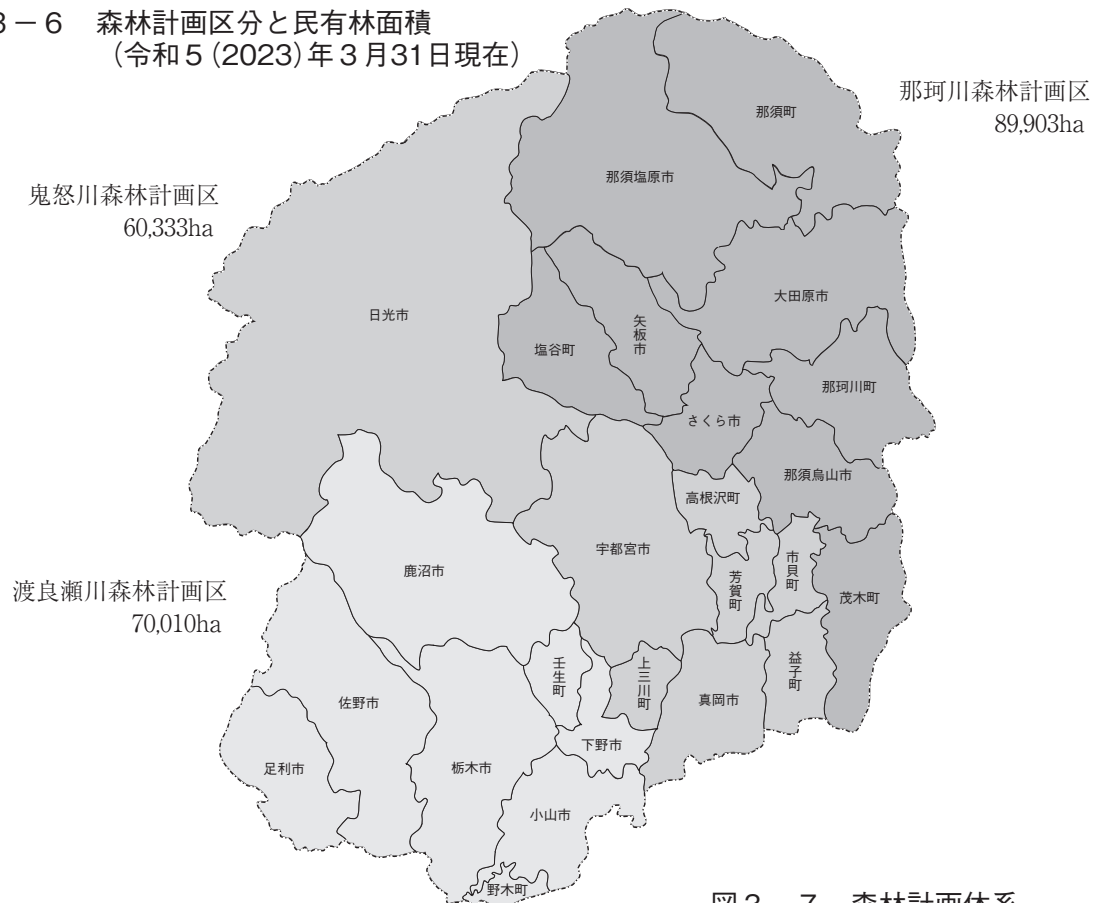 3－6　森林計画区分と民有林面積
（令和５(2023)年３月31日現在）
那珂川森林計画区
89,903ha
鬼怒川森林計画区
60,333ha
渡良瀬川森林計画区
70,010ha
那須町
那須塩原市
大田原市
日光市
矢板市
塩谷町
那珂川町
さくら市
那須烏山市
高根沢町
宇都宮市
市貝町
芳賀町
鹿沼市
茂木町
壬生町
上三川町
益子町
真岡市
佐野市
下野市
足利市
栃木市
小山市
野木町
図３－７　森林計画体系